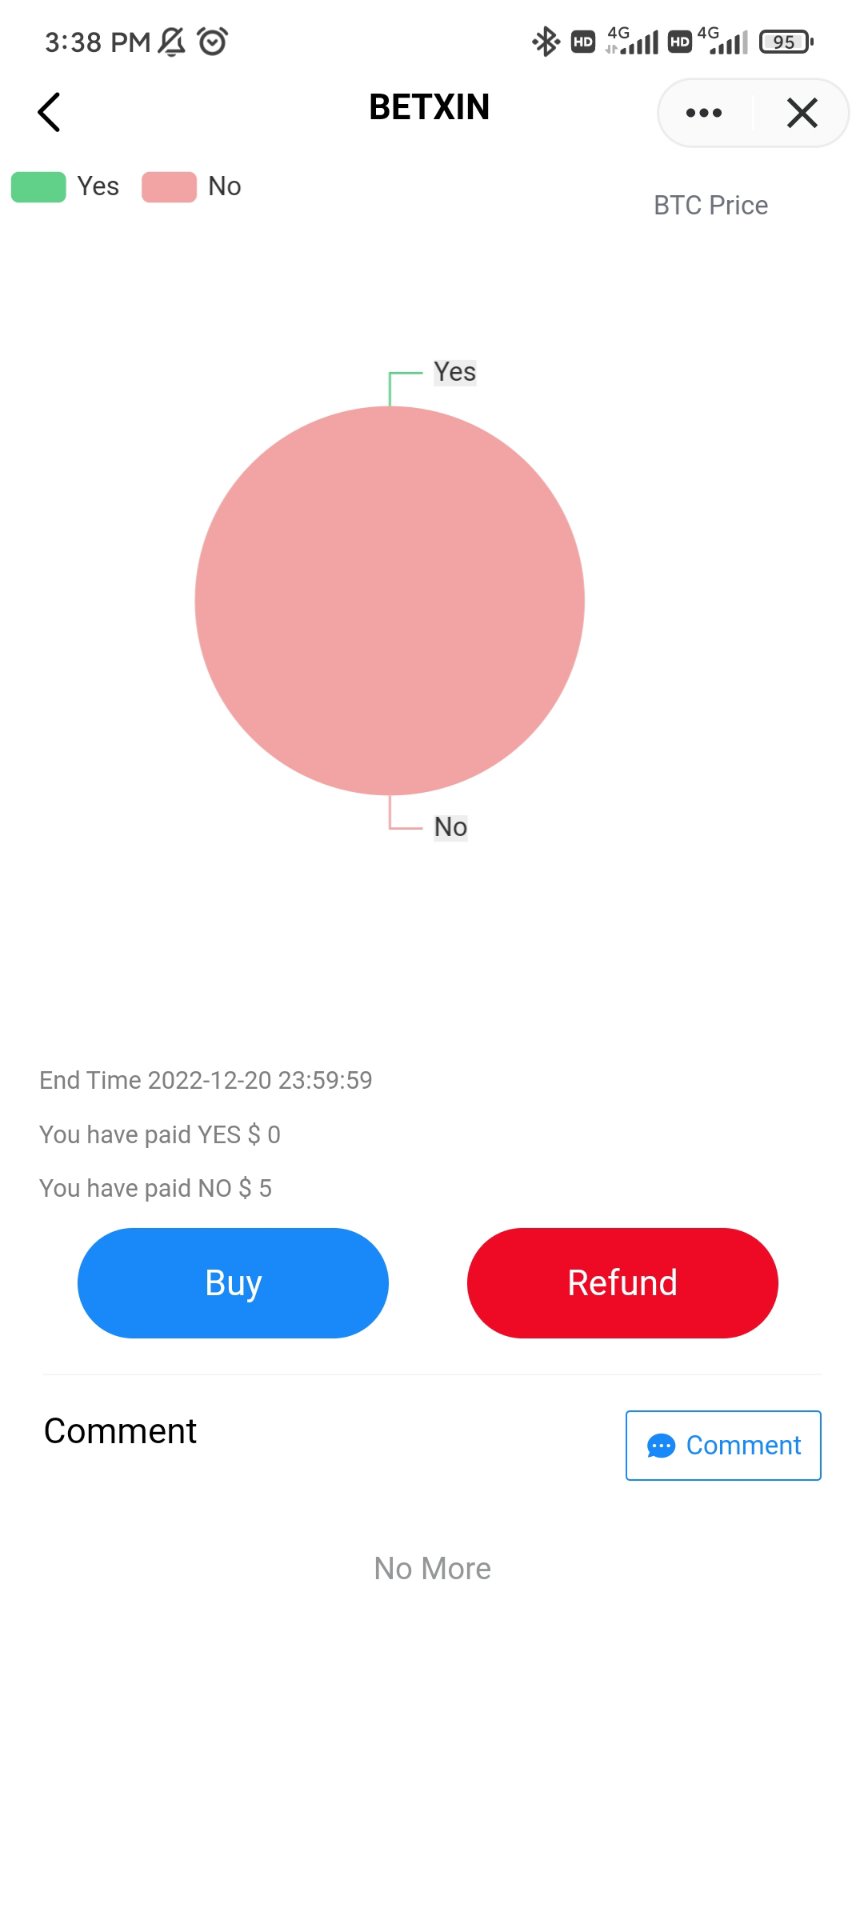 3:38 PM HD 4G HD 4G 95
BETXIN
Yes No
BTC Price
Yes
No
End Time 2022-12-20 23:59:59
You have paid YES $ 0
You have paid NO $ 5
Buy Refund
Comment
Comment
No More